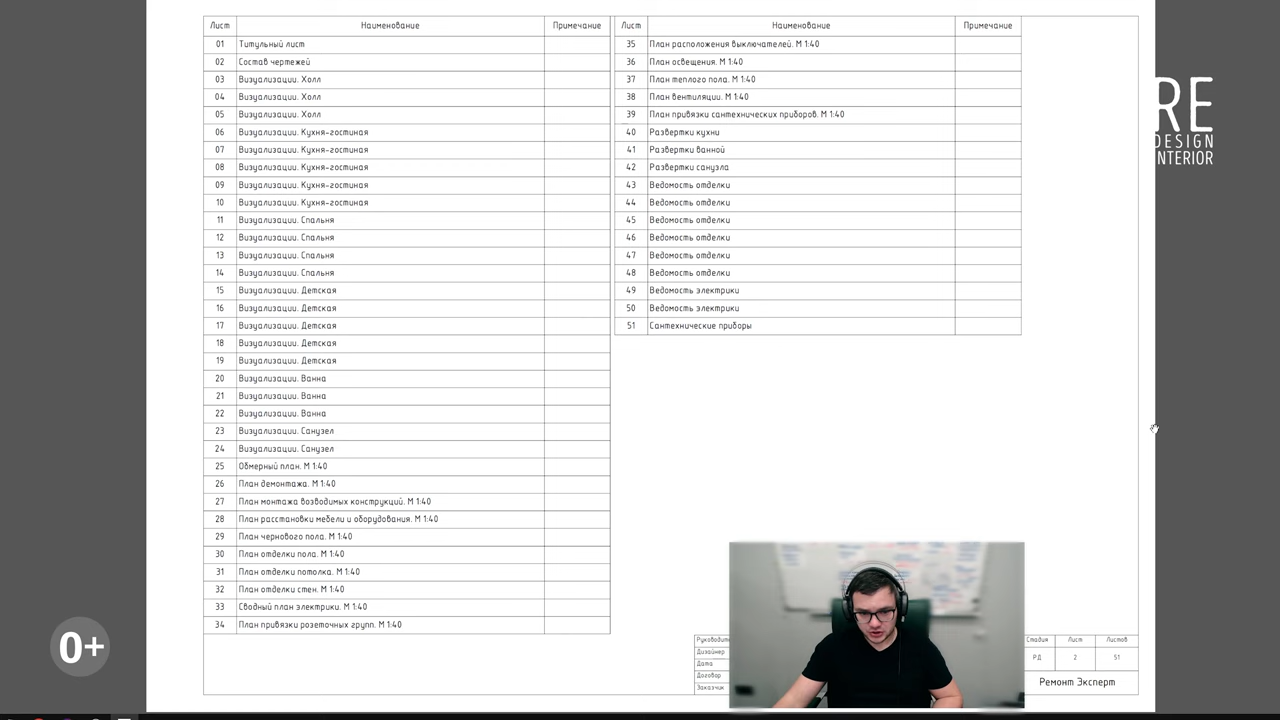 Лист Наименование Примечание
01 Титульный лист
02 Состав чертежей
03 Визуализации. Холл
04 Визуализации. Холл
05 Визуализации. Холл
06 Визуализации. Кухня-гостиная
07 Визуализации. Кухня-гостиная
08 Визуализации. Кухня-гостиная
09 Визуализации. Кухня-гостиная
10 Визуализации. Кухня-гостиная
11 Визуализации. Спальня
12 Визуализации. Спальня
13 Визуализации. Спальня
14 Визуализации. Спальня
15 Визуализации. Детская
16 Визуализации. Детская
17 Визуализации. Детская
18 Визуализации. Детская
19 Визуализации. Детская
20 Визуализации. Ванна
21 Визуализации. Ванна
22 Визуализации. Ванна
23 Визуализации. Санузел
24 Визуализации. Санузел
25 Обмерный план. М 1:40
26 План демонтажа. М 1:40
27 План монтажа возводимых конструкций. М 1:40
28 План расстановки мебели и оборудования. М 1:40
29 План чернового пола. М 1:40
30 План отделки пола. М 1:40
31 План отделки потолка. М 1:40
32 План отделки стен. М 1:40
33 Сводный план электрики. М 1:40
34 План привязки розеточных групп. М 1:40
Лист Наименование Примечание
35 План расположения выключателей. М 1:40
36 План освещения. М 1:40
37 План теплого пола. М 1:40
38 План вентиляции. М 1:40
39 План привязки сантехнических приборов. М 1:40
40 Развертки кухни
41 Развертки ванной
42 Развертки санузла
43 Ведомость отделки
44 Ведомость отделки
45 Ведомость отделки
46 Ведомость отделки
47 Ведомость отделки
48 Ведомость отделки
49 Ведомость электрики
50 Ведомость электрики
51 Сантехнические приборы
RE
DESIGN
INTERIOR
0+
Руководит
Дизайнер
Дата
Договор
Заказчик
Стадия Лист Листов
РД 2 51
Ремонт Эксперт